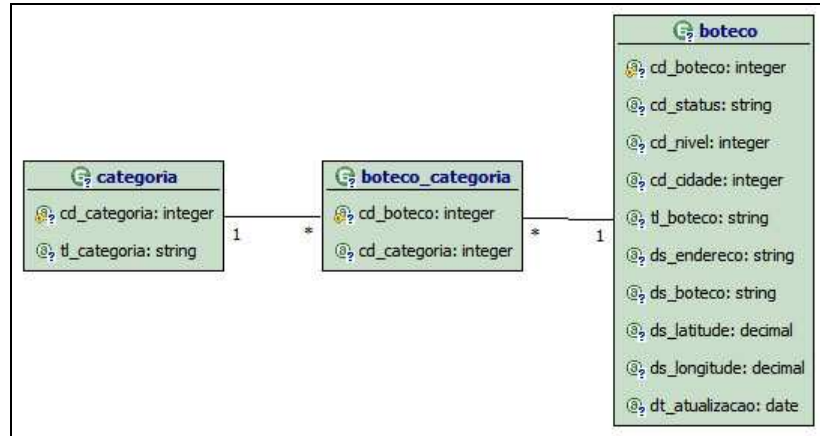 categoria
cd_categoria: integer
tl_categoria: string
1
*
boteco_categoria
cd_boteco: integer
cd_categoria: integer
*
1
boteco
cd_boteco: integer
cd_status: string
cd_nivel: integer
cd_cidade: integer
tl_boteco: string
ds_endereco: string
ds_boteco: string
ds_latitude: decimal
ds_longitude: decimal
dt_atualizacao: date